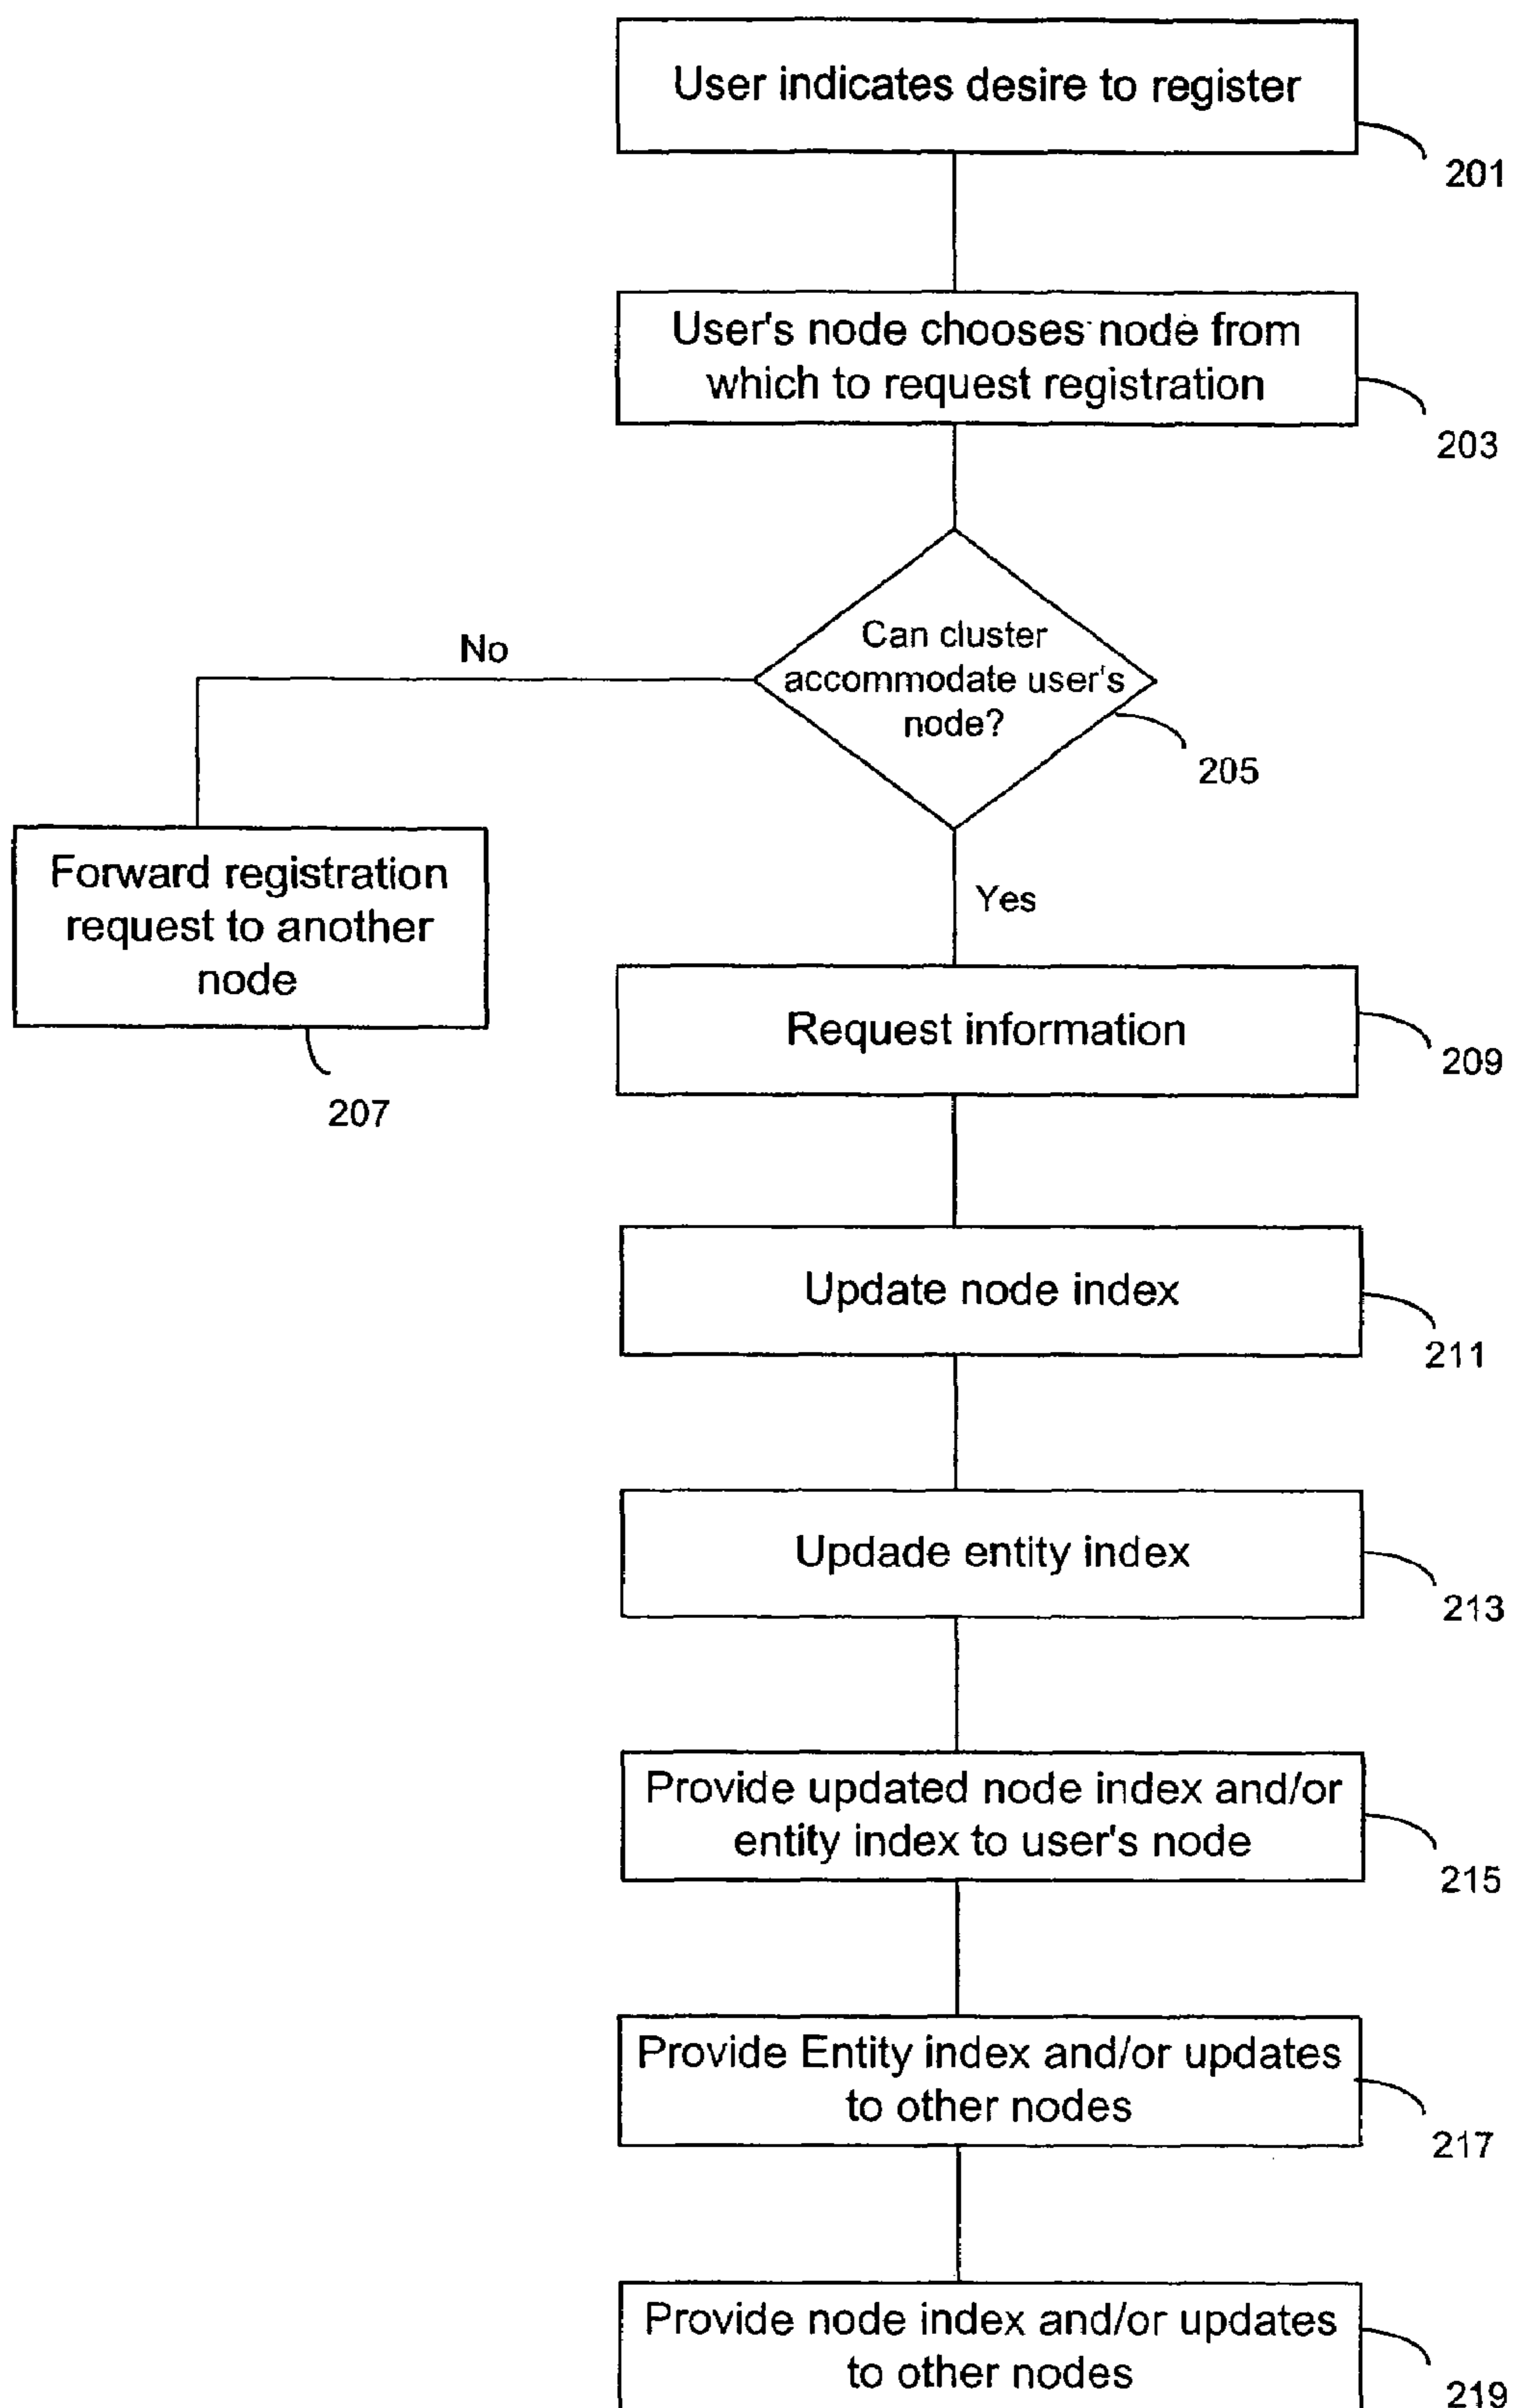 User indicates desire to register
201
User's node chooses node from
which to request registration
203
Can cluster
accommodate user's
node?
205
No
Yes
Forward registration
request to another
node
207
Request information
209
Update node index
211
Updade entity index
213
Provide updated node index and/or
entity index to user's node
215
Provide Entity index and/or updates
to other nodes
217
Provide node index and/or updates
to other nodes
219